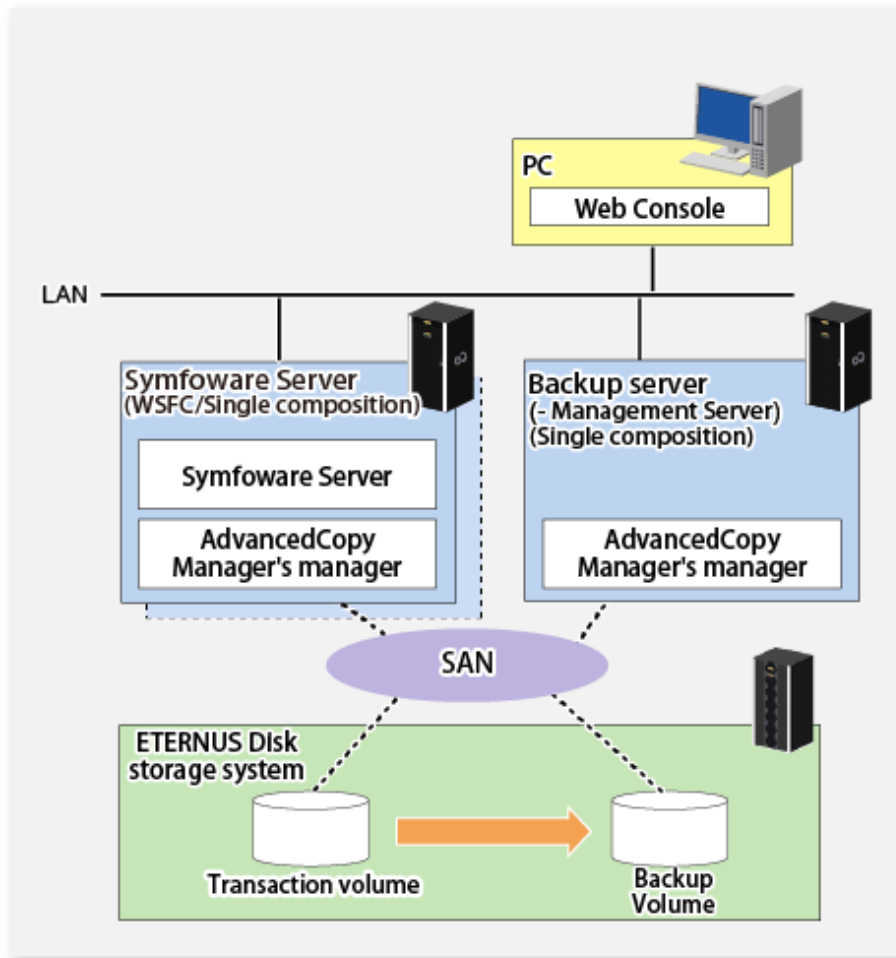 PC
Web Console
LAN
Symfoware Server
(WSFC/Single composition)
Symfoware Server
AdvancedCopy
Manager's manager
Backup server
(- Management Server)
(Single composition)
AdvancedCopy
Manager's manager
SAN
ETERNUS DIsk
storage system
Transaction volume
Backup
Volume